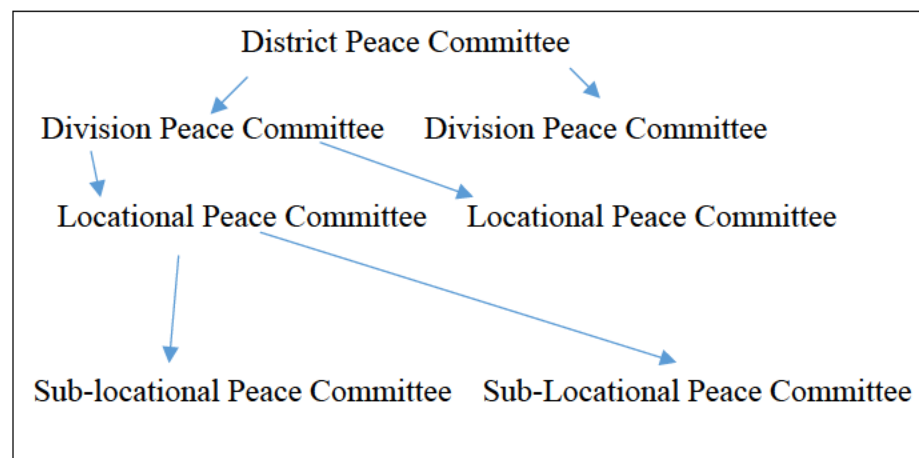 District Peace Committee
Division Peace Committee Division Peace Committee
Locational Peace Committee Locational Peace Committee
Sub-locational Peace Committee Sub-Locational Peace Committee